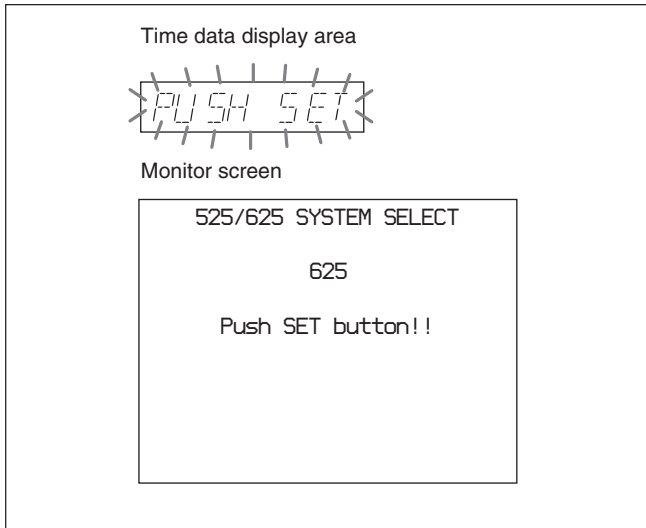 Time data display area
PUSH SET
Monitor screen
525/625 SYSTEM SELECT
625
Push SET button!!